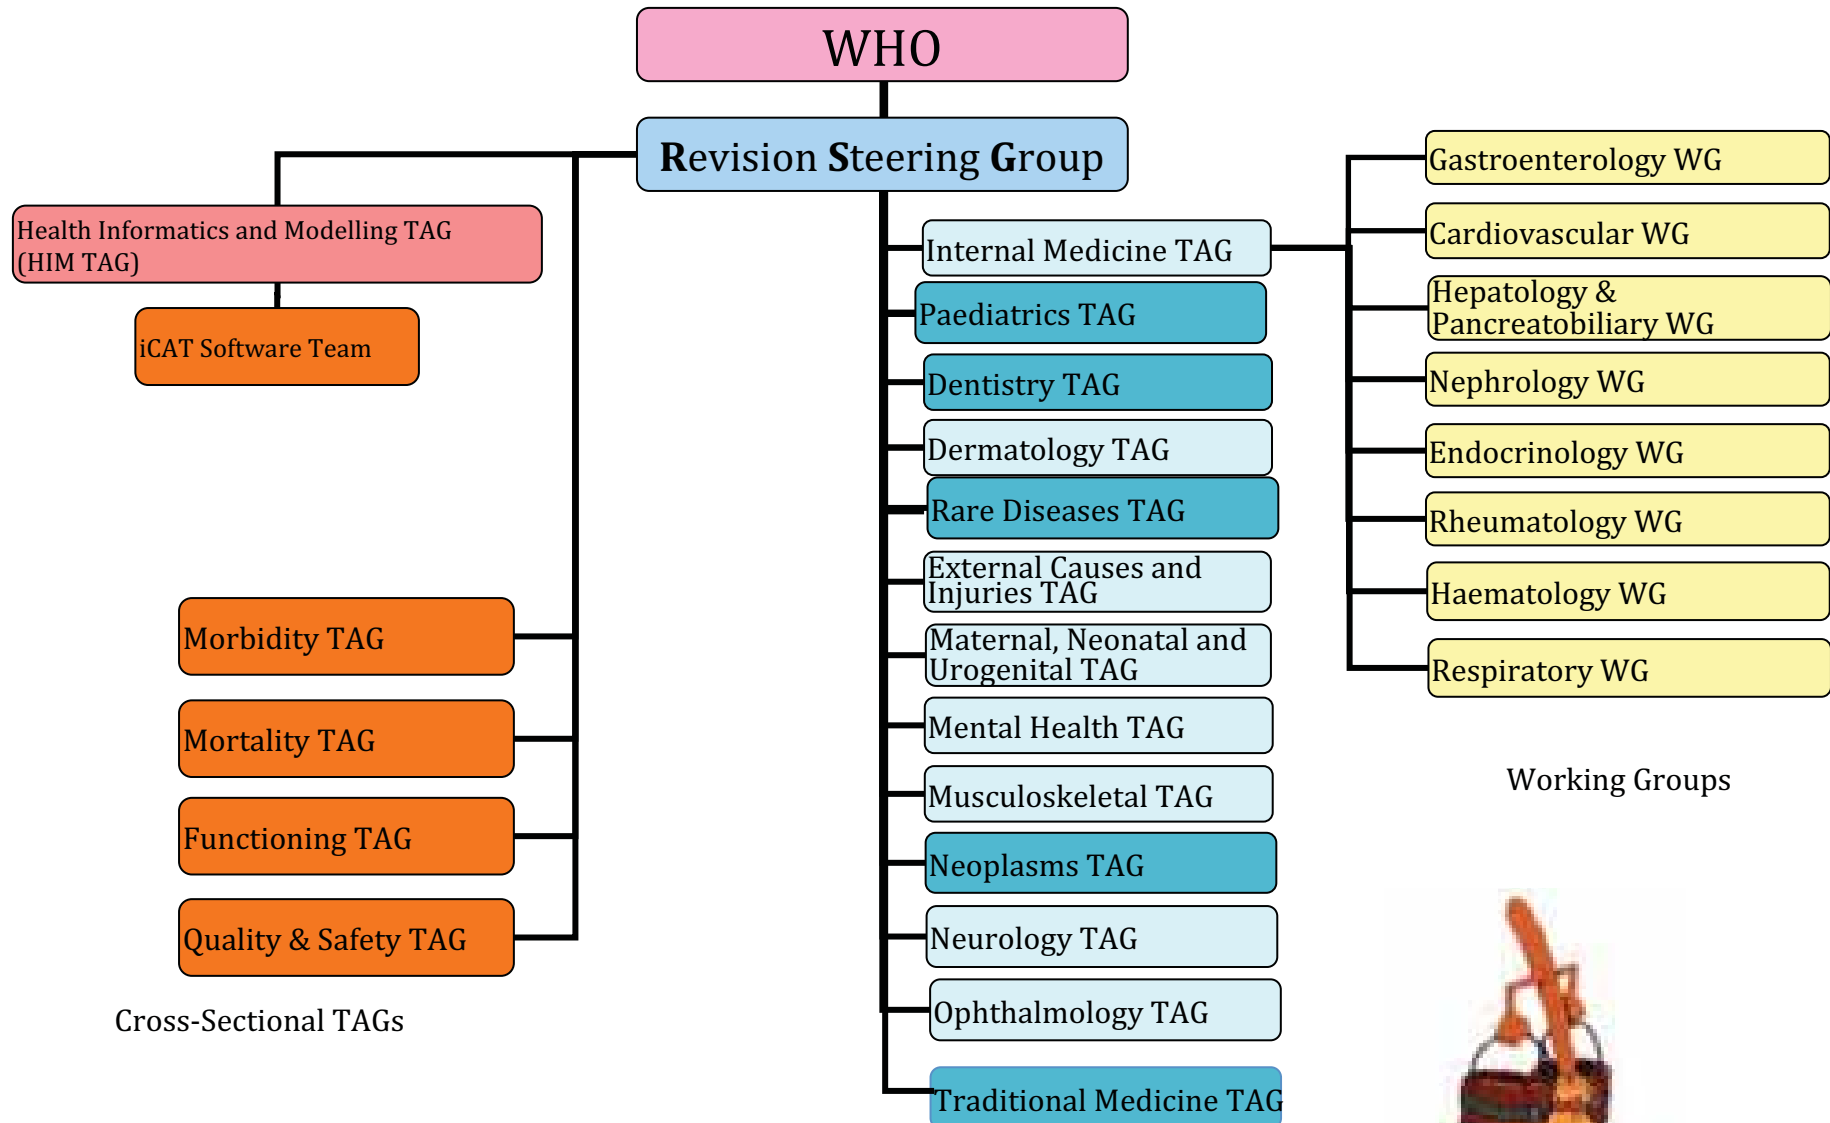 WHO
Revision Steering Group
Health Informatics and Modelling TAG
(HIM TAG)
iCAT Software Team
Morbidity TAG
Mortality TAG
Functioning TAG
Quality & Safety TAG
Cross-Sectional TAGs
Internal Medicine TAG
Paediatrics TAG
Dentistry TAG
Dermatology TAG
Rare Diseases TAG
External Causes and
Injuries TAG
Maternal, Neonatal and
Urogenital TAG
Mental Health TAG
Musculoskeletal TAG
Neoplasms TAG
Neurology TAG
Ophthalmology TAG
Traditional Medicine TAG
Gastroenterology WG
Cardiovascular WG
Hepatology &
Pancreatobiliary WG
Nephrology WG
Endocrinology WG
Rheumatology WG
Haematology WG
Respiratory WG
Working Groups